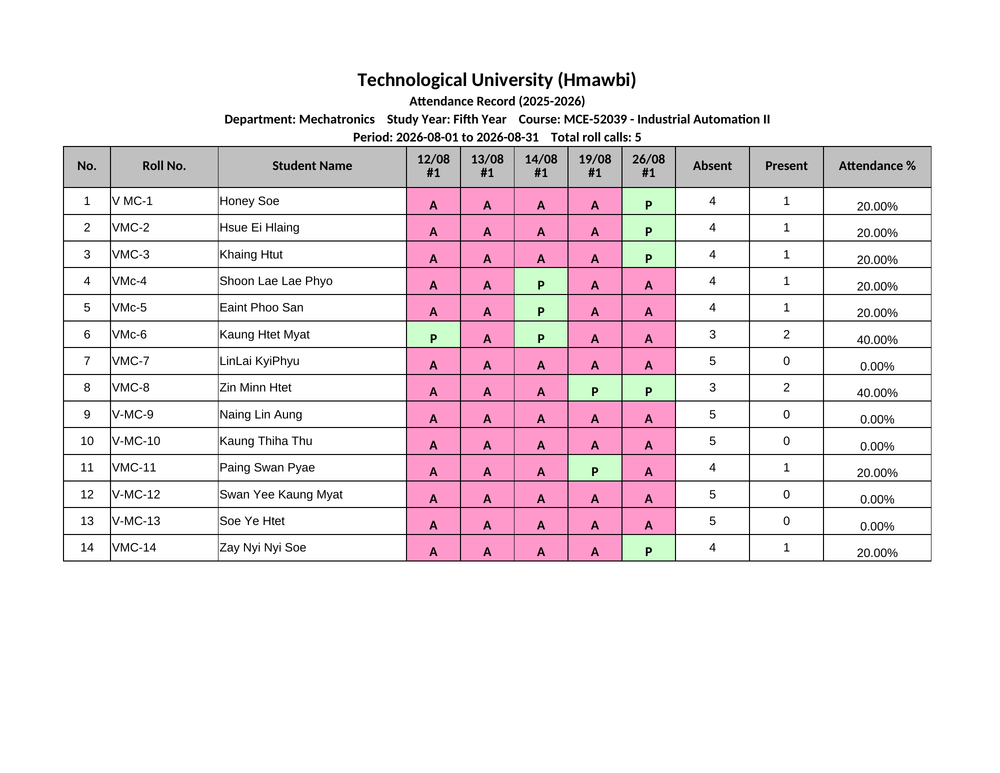 Technological University (Hmawbi)
Attendance Record (2025-2026)
Department: Mechatronics    Study Year: Fifth Year    Course: MCE-52039 - Industrial Automation II
Period: 2026-08-01 to 2026-08-31    Total roll calls: 5
No. Roll No. Student Name 12/08 #1 13/08 #1 14/08 #1 19/08 #1 26/08 #1 Absent Present Attendance %
1 V MC-1 Honey Soe A A A A P 4 1 20.00%
2 VMC-2 Hsue Ei Hlaing A A A A P 4 1 20.00%
3 VMC-3 Khaing Htut A A A A P 4 1 20.00%
4 VMc-4 Shoon Lae Lae Phyo A A P A A 4 1 20.00%
5 VMc-5 Eaint Phoo San A A P A A 4 1 20.00%
6 VMc-6 Kaung Htet Myat P A P A A 3 2 40.00%
7 VMC-7 LinLai KyiPhyu A A A A A 5 0 0.00%
8 VMC-8 Zin Minn Htet A A A P P 3 2 40.00%
9 V-MC-9 Naing Lin Aung A A A A A 5 0 0.00%
10 V-MC-10 Kaung Thiha Thu A A A A A 5 0 0.00%
11 VMC-11 Paing Swan Pyae A A A P A 4 1 20.00%
12 V-MC-12 Swan Yee Kaung Myat A A A A A 5 0 0.00%
13 V-MC-13 Soe Ye Htet A A A A A 5 0 0.00%
14 VMC-14 Zay Nyi Nyi Soe A A A A P 4 1 20.00%